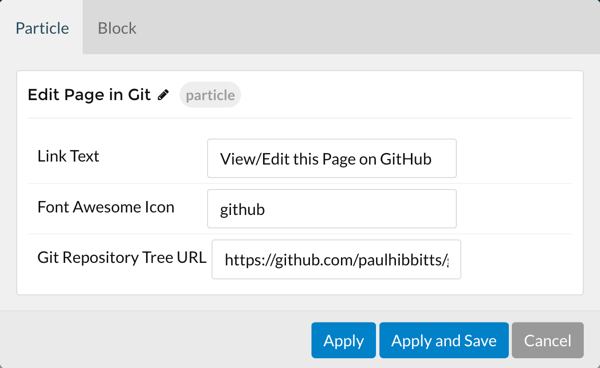 Particle Block
Edit Page in Git particle
Link Text View/Edit this Page on GitHub
Font Awesome Icon github
Git Repository Tree URL https://github.com/paulhibbitts/
Apply Apply and Save Cancel